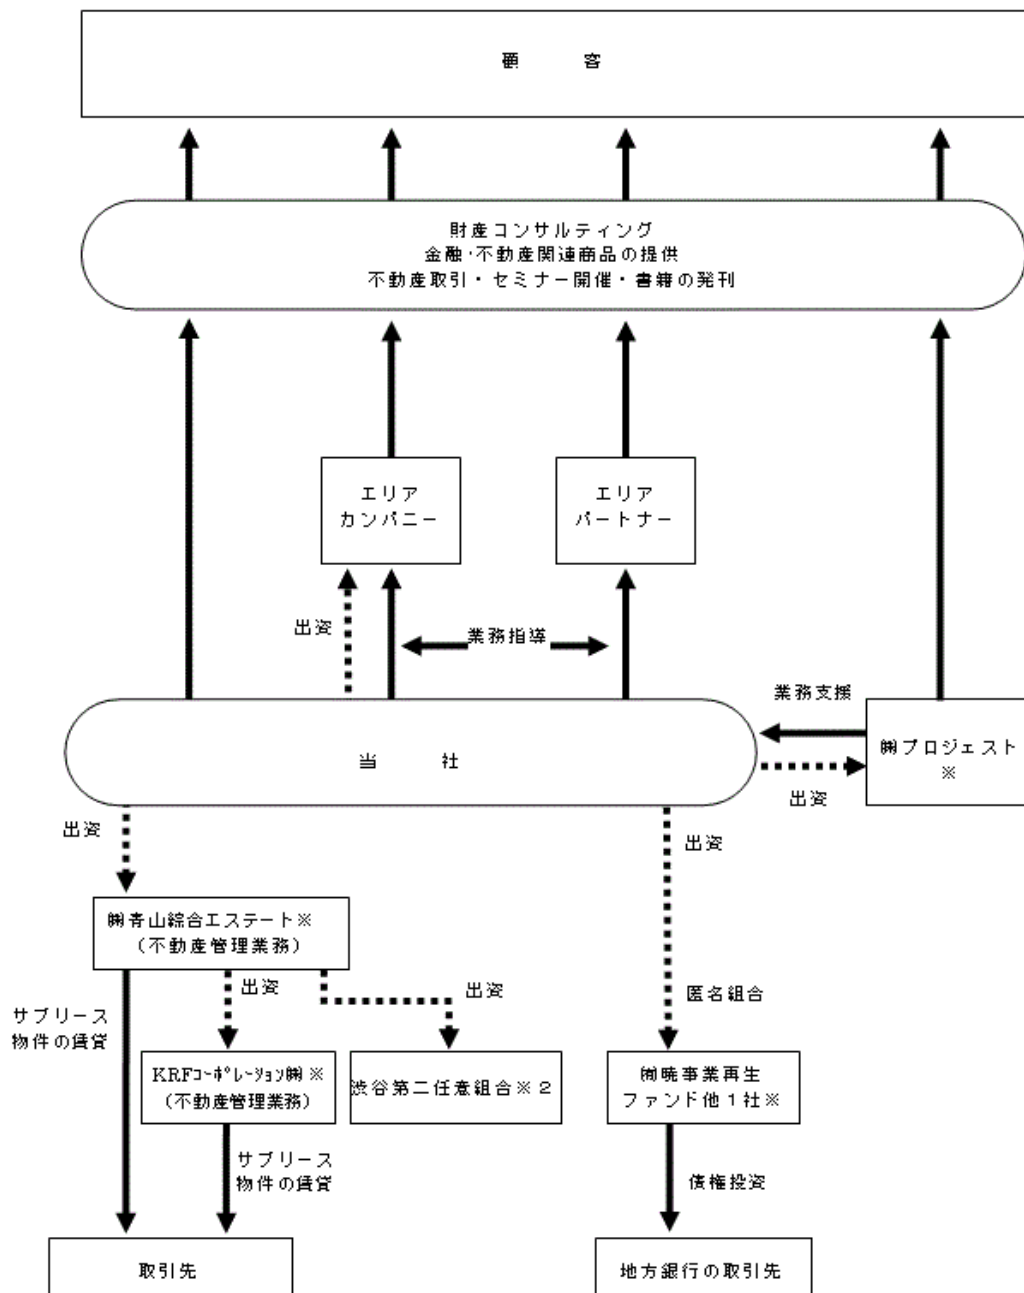 顧 客
財産コンサルティング
金融・不動産関連商品の提供
不動産取引・セミナー開催・書籍の発刊
エリア
カンパニー
エリア
パートナー
出資
業務指導
業務支援
当 社
㈱プロジェスト
※
出資
出資
出資
㈱青山綜合エステート※
(不動産管理業務)
出資
出資
匿名組合
サブリース
物件の賃貸
KRFコーポレーション㈱※
(不動産管理業務)
渋谷第二任意組合※2
㈲暁事業再生
ファンド他1社※
サブリース
物件の賃貸
債権投資
取引先
地方銀行の取引先